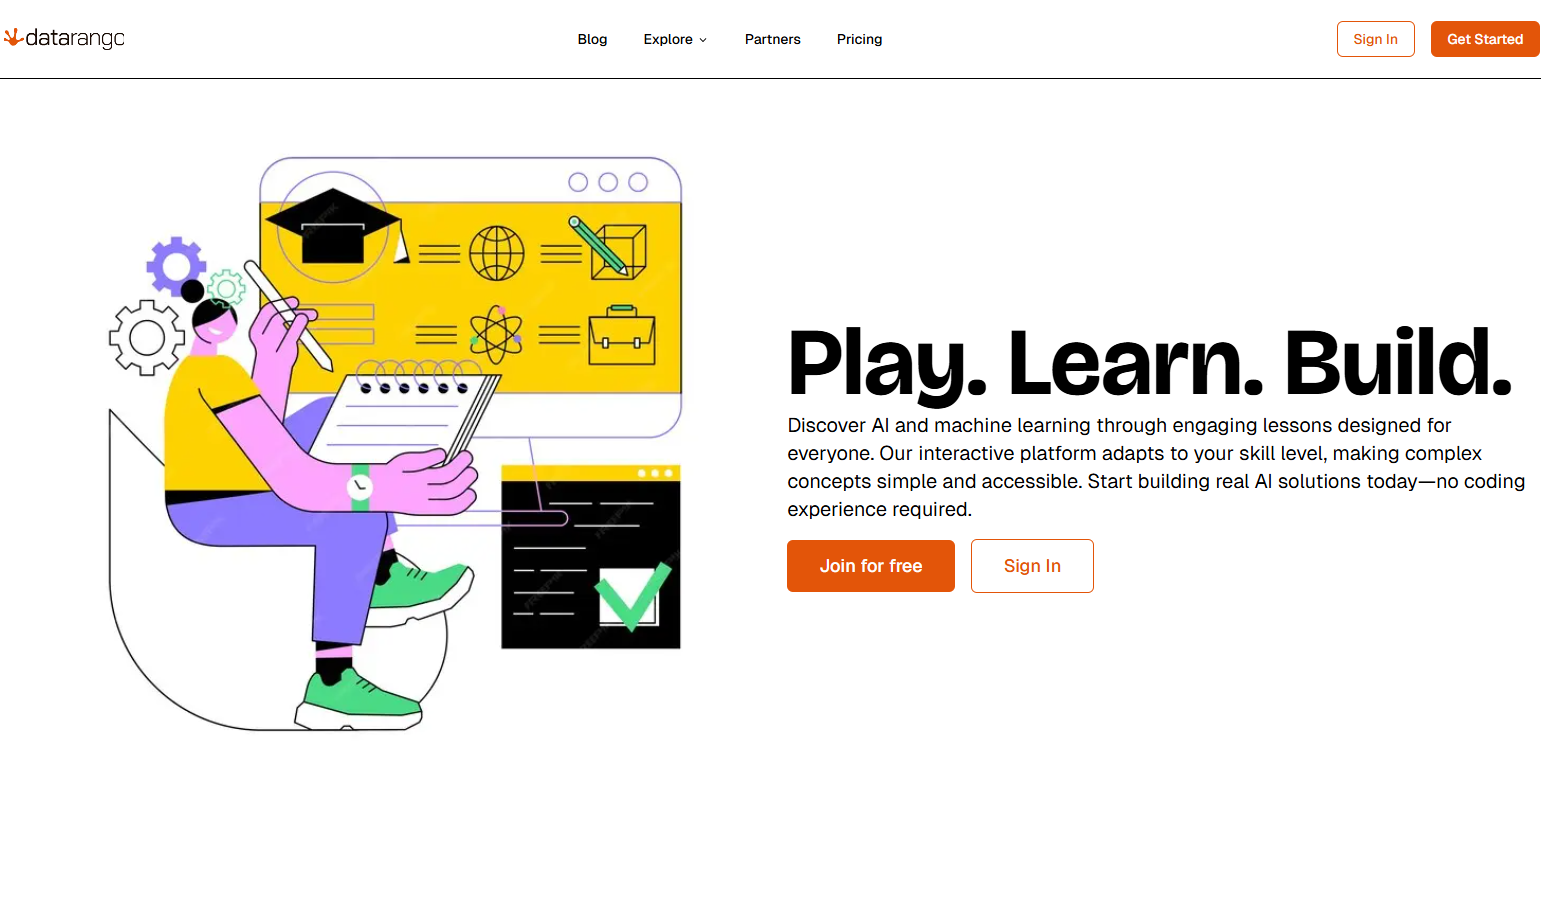 datarango
Blog
Explore
Partners
Pricing
Sign In
Get Started
Play. Learn. Build.
Discover AI and machine learning through engaging lessons designed for
everyone. Our interactive platform adapts to your skill level, making complex
concepts simple and accessible. Start building real AI solutions today—no coding
experience required.
Join for free
Sign In